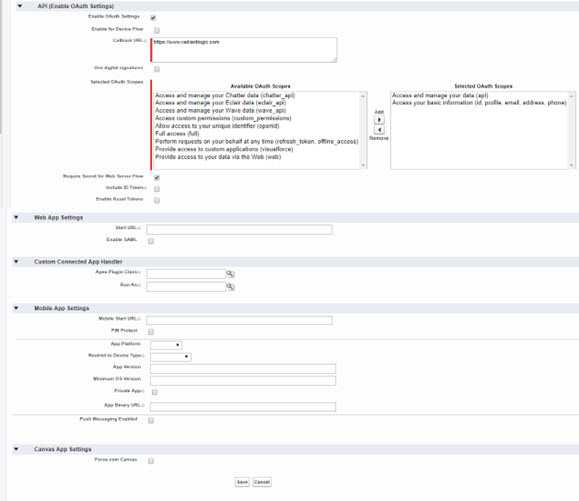 API (Enable OAuth Settings)
Enable OAuth Settings
Enable for Device Flow
Callback URL
https://www.radiantlogic.com
Use digital signatures
Selected OAuth Scopes
Available OAuth Scopes
Selected OAuth Scopes
Access and manage your Chatter data (chatter_api)
Access and manage your Eclair data (eclair_api)
Access and manage your Wave data (wave_api)
Access custom permissions (custom_permissions)
Allow access to your unique identifier (openid)
Full access (full)
Perform requests on your behalf at any time (refresh_token, offline_access)
Provide access to custom applications (visualforce)
Provide access to your data via the Web (web)
Add
Remove
Access and manage your data (api)
Access your basic information (id, profile, email, address, phone)
Require Secret for Web Server Flow
Include ID Token
Enable Asset Tokens
Web App Settings
Start URL
Enable SAML
Custom Connected App Handler
Apex Plugin Class
Run As
Mobile App Settings
Mobile Start URL
PIN Protect
App Platform
Restrict to Device Type
App Version
Minimum OS Version
Private App
App Binary URL
Push Messaging Enabled
Canvas App Settings
Force.com Canvas
Save Cancel